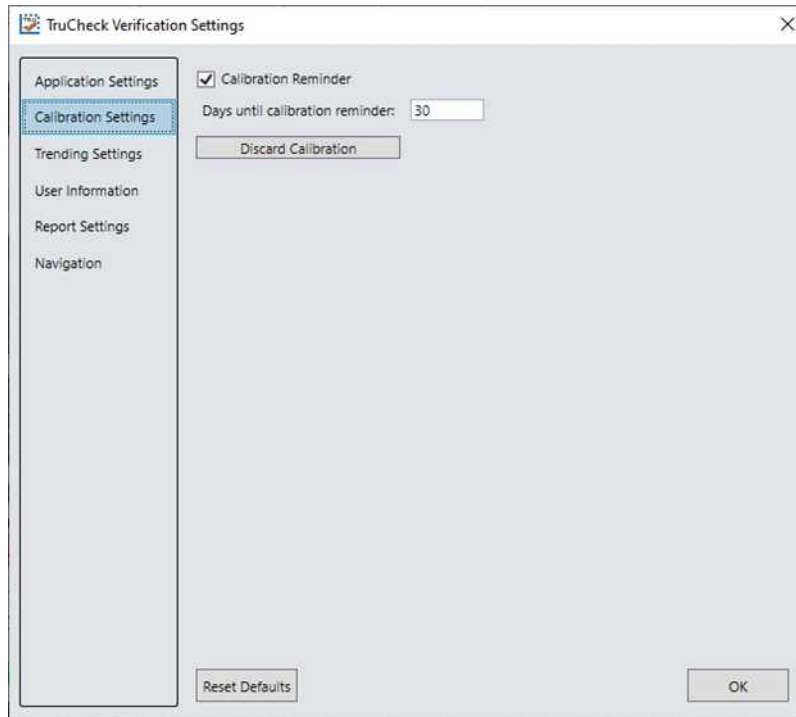 TruCheck Verification Settings
Application Settings
Calibration Settings
Trending Settings
User Information
Report Settings
Navigation
Calibration Reminder
Days until calibration reminder: 30
Discard Calibration
Reset Defaults
OK